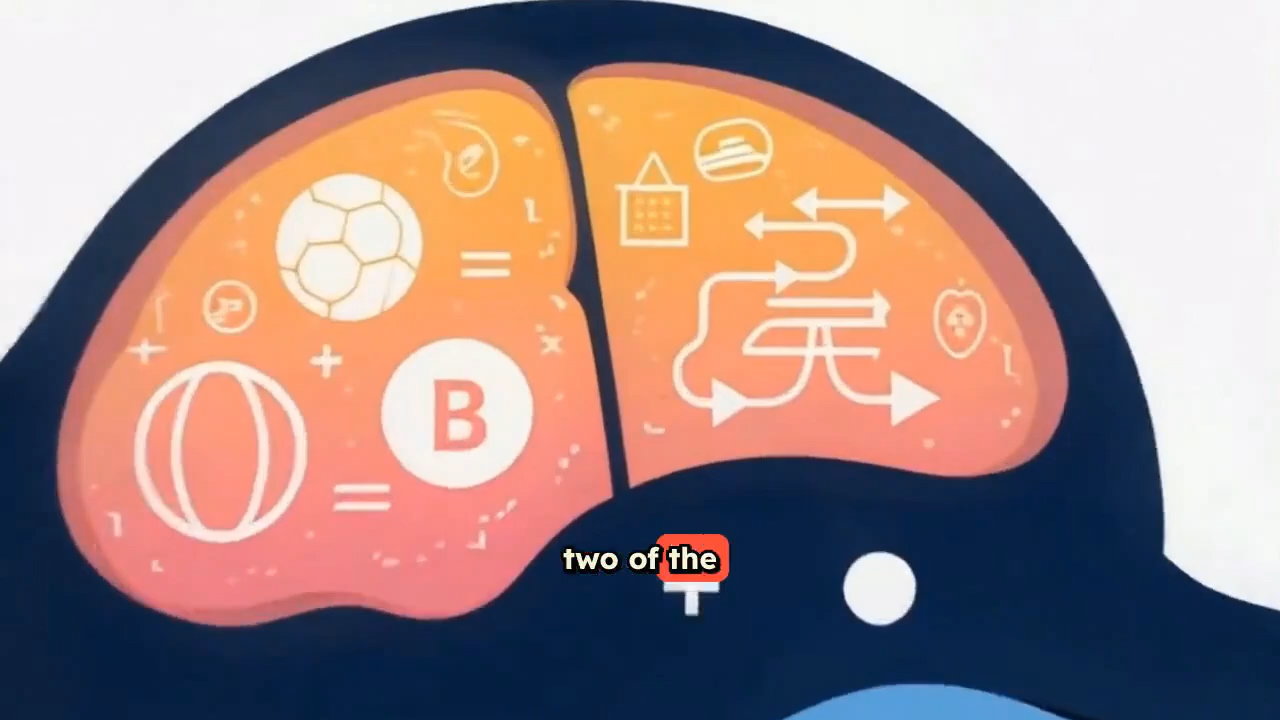 e
=
+
B
=
two of the